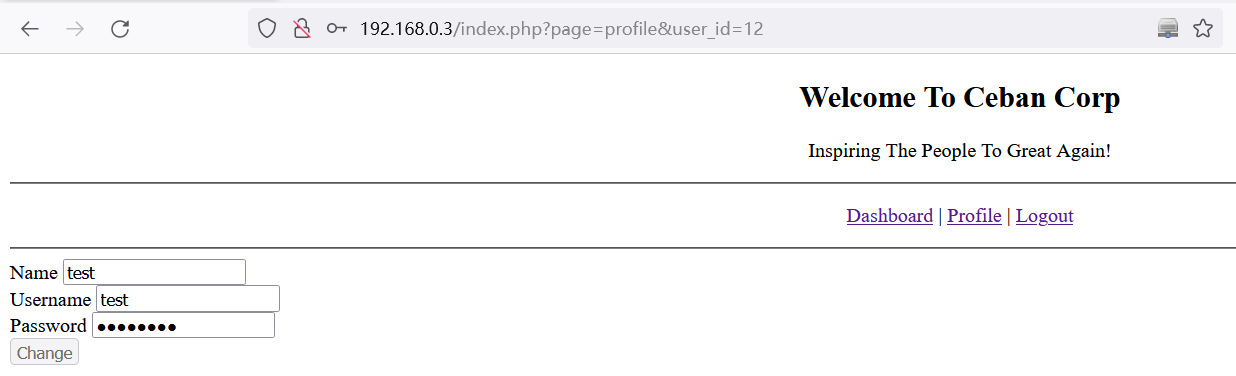 192.168.0.3/index.php?page=profile&user_id=12
Welcome To Ceban Corp
Inspiring The People To Great Again!
Dashboard | Profile | Logout
Name test
Username test
Password ••••••••
Change